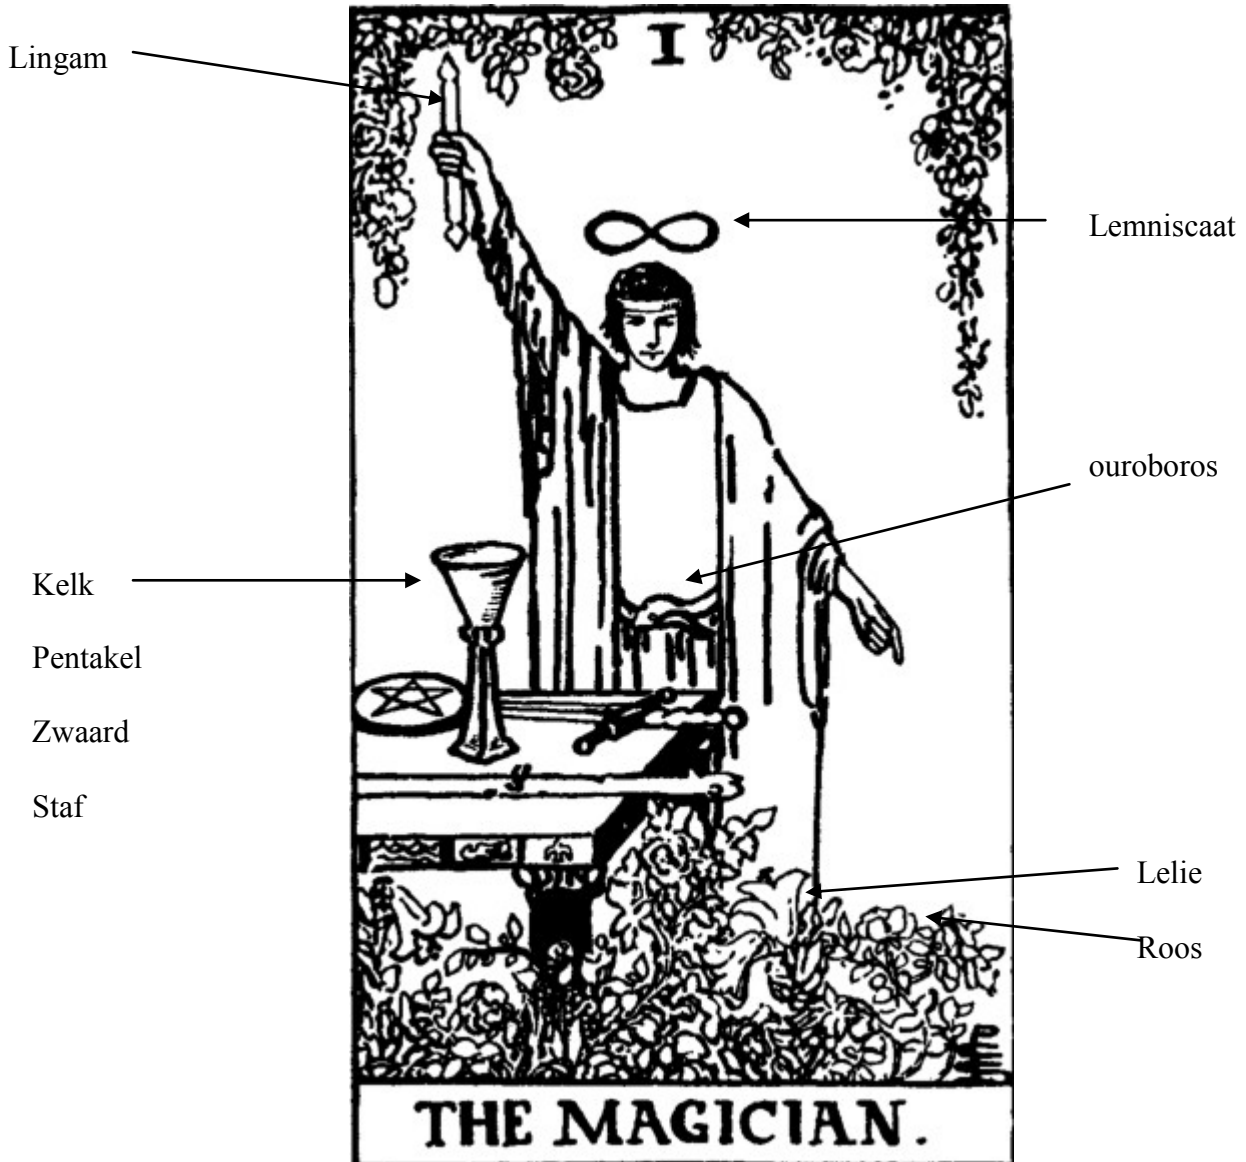 I
Lingam
Lemniscaat
ouroboros
Kelk
Pentakel
Zwaard
Staf
Lelie
Roos
THE MAGICIAN.